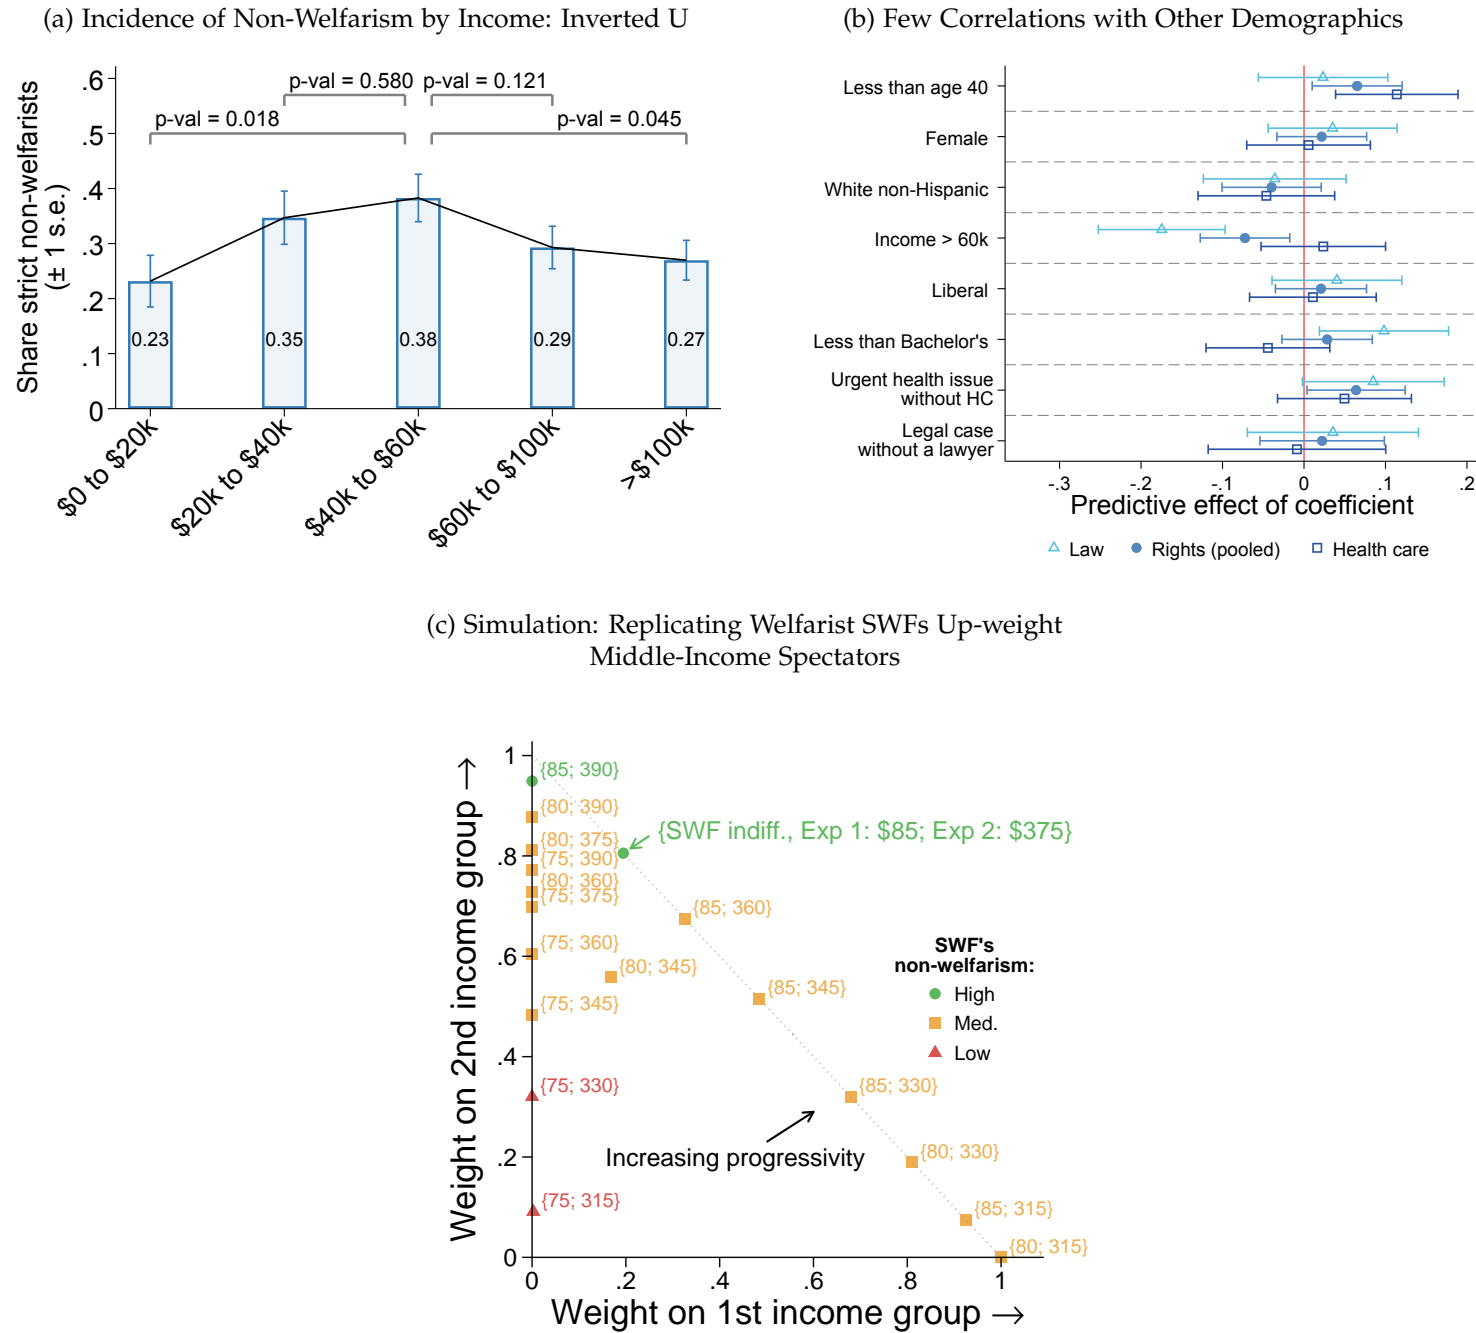 (a) Incidence of Non-Welfarism by Income: Inverted U
Share strict non-welfarists
(± 1 s.e.)
.6
.5
.4
.3
.2
.1
0
p-val = 0.580
p-val = 0.121
p-val = 0.018
p-val = 0.045
0.23
0.35
0.38
0.29
0.27
$0 to $20k
$20k to $40k
$40k to $60k
$60k to $100k
>$100k
(b) Few Correlations with Other Demographics
Less than age 40
Female
White non-Hispanic
Income > 60k
Liberal
Less than Bachelor's
Urgent health issue
without HC
Legal case
without a lawyer
-.3
-.2
-.1
0
.1
.2
Predictive effect of coefficient
Law
Rights (pooled)
Health care
(c) Simulation: Replicating Welfarist SWFs Up-weight
Middle-Income Spectators
Weight on 2nd income group →
1
.8
.6
.4
.2
0
{85; 390}
{80; 390}
{SWF indiff., Exp 1: $85; Exp 2: $375}
{80; 375}
{75; 390}
{80; 360}
{75; 375}
{85; 360}
{75; 360}
{80; 345}
{85; 345}
{75; 345}
SWF's
non-welfarism:
High
Med.
Low
{75; 330}
{85; 330}
Increasing progressivity
{80; 330}
{75; 315}
{85; 315}
{80; 315}
0
.2
.4
.6
.8
1
Weight on 1st income group →